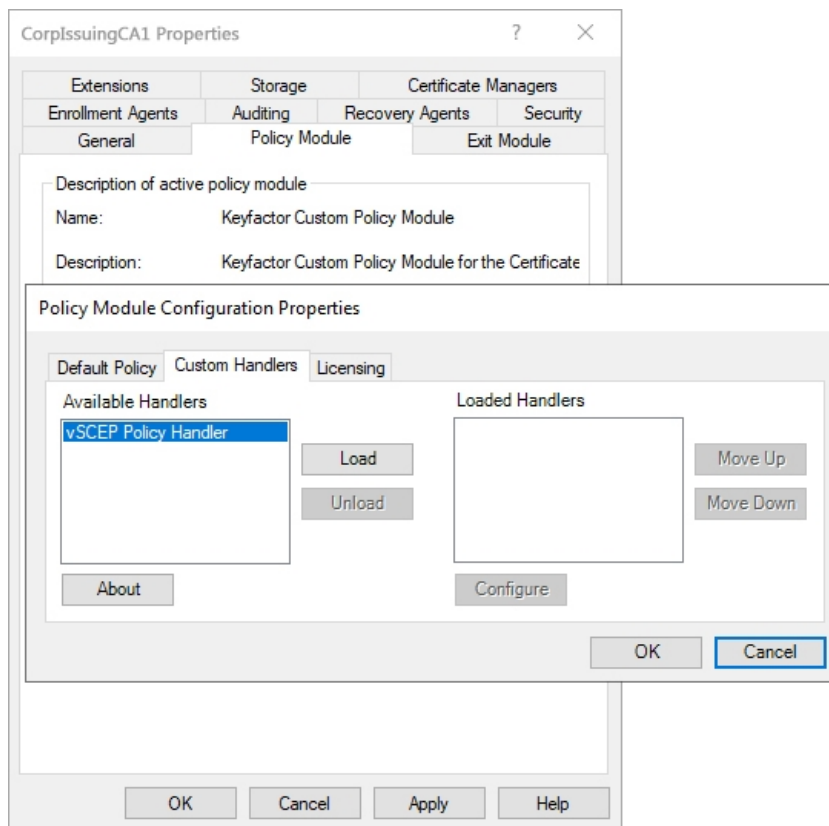 CorpIssuingCA1 Properties
?
Extensions Storage Certificate Managers
Enrollment Agents Auditing Recovery Agents Security
General Policy Module Exit Module
Description of active policy module
Name: Keyfactor Custom Policy Module
Description: Keyfactor Custom Policy Module for the Certificate
Policy Module Configuration Properties
Default Policy Custom Handlers Licensing
Available Handlers Loaded Handlers
vSCEP Policy Handler
Load Move Up
Unload Move Down
About Configure
OK Cancel
OK Cancel Apply Help